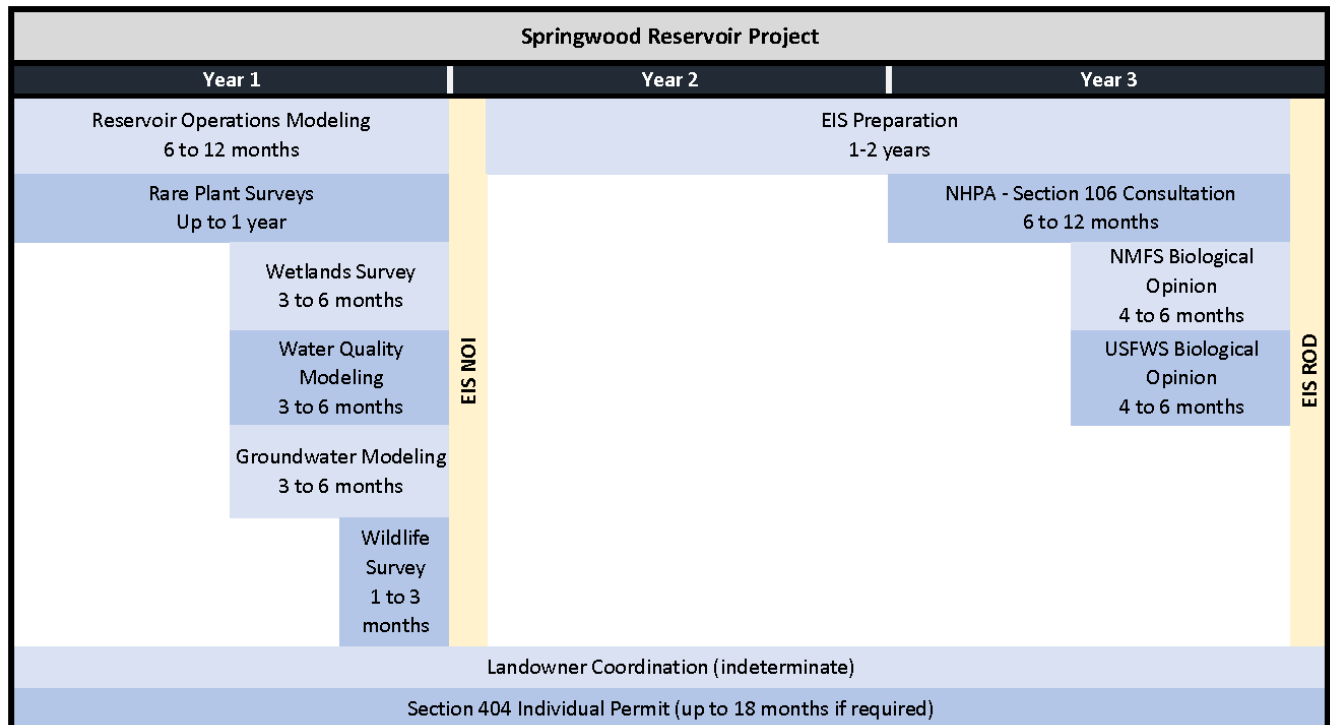 Springwood Reservoir Project
Year 1
Year 2
Year 3
Reservoir Operations Modeling
6 to 12 months
EIS Preparation
1-2 years
Rare Plant Surveys
Up to 1 year
NHPA - Section 106 Consultation
6 to 12 months
Wetlands Survey
3 to 6 months
NMFS Biological
Opinion
4 to 6 months
Water Quality
Modeling
3 to 6 months
USFWS Biological
Opinion
4 to 6 months
EIS NOI
EIS ROD
Groundwater Modeling
3 to 6 months
Wildlife
Survey
1 to 3
months
Landowner Coordination (indeterminate)
Section 404 Individual Permit (up to 18 months if required)